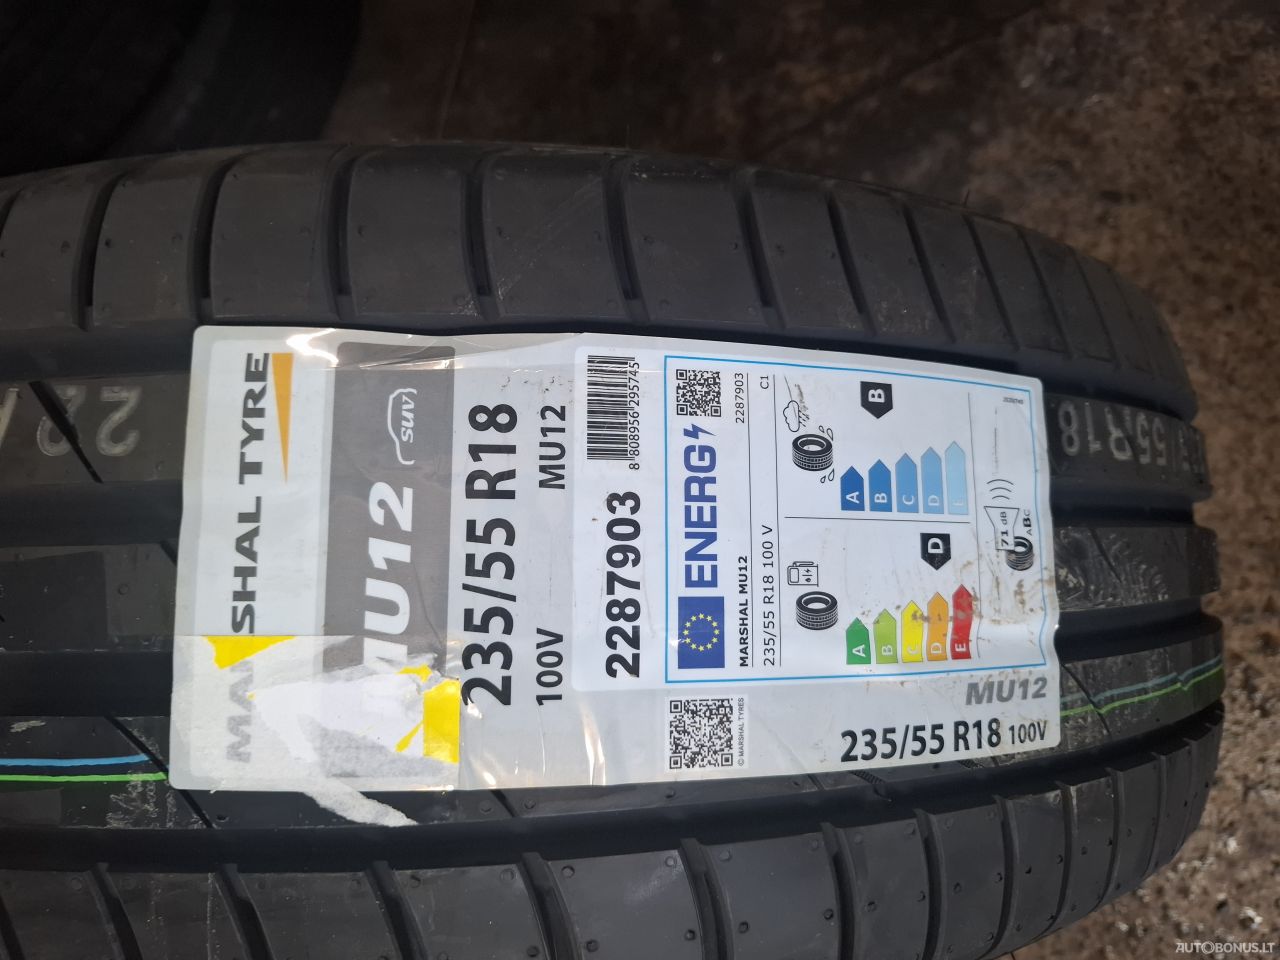 MARSHAL TYRE
MU12
SUV
235/55 R18
100V
MU12
8 808956 295745
2287903
ENERG
2287903
C1
MARSHAL MU12
235/55 R18 100 V
B
A
B
C
D
E
D
A
B
C
D
E
71 dB
ABC
© MARSHAL TYRES
MU12
235/55 R18 100V
55R18
AUTOBONUS.LT